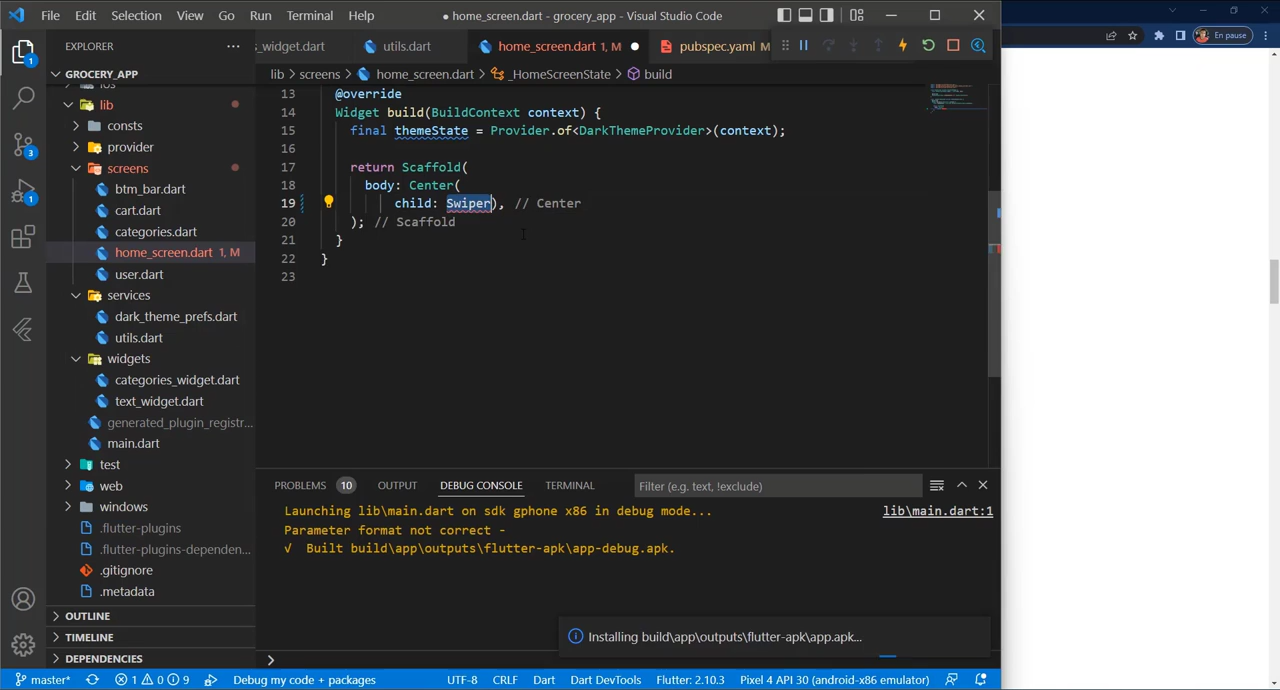 File Edit Selection View Go Run Terminal Help
● home_screen.dart - grocery_app - Visual Studio Code
En pause
EXPLORER
s_widget.dart
utils.dart
home_screen.dart 1, M
pubspec.yaml M
GROCERY_APP
lib > screens > home_screen.dart > _HomeScreenState > build
ios
lib
consts
provider
screens
btm_bar.dart
cart.dart
categories.dart
home_screen.dart 1, M
user.dart
services
dark_theme_prefs.dart
utils.dart
widgets
categories_widget.dart
text_widget.dart
generated_plugin_registr...
main.dart
test
web
windows
.flutter-plugins
.flutter-plugins-dependen...
.gitignore
.metadata
OUTLINE
TIMELINE
DEPENDENCIES
13 @override
14 Widget build(BuildContext context) {
15 final themeState = Provider.of<DarkThemeProvider>(context);
16
17 return Scaffold(
18 body: Center(
19 child: Swiper), // Center
20 ); // Scaffold
21 }
22 }
23
PROBLEMS 10 OUTPUT DEBUG CONSOLE TERMINAL
Filter (e.g. text, !exclude)
Launching lib\main.dart on sdk gphone x86 in debug mode...
lib\main.dart:1
Parameter format not correct -
√ Built build\app\outputs\flutter-apk\app-debug.apk.
Installing build\app\outputs\flutter-apk\app.apk...
master* 1 0 9 Debug my code + packages UTF-8 CRLF Dart Dart DevTools Flutter: 2.10.3 Pixel 4 API 30 (android-x86 emulator)